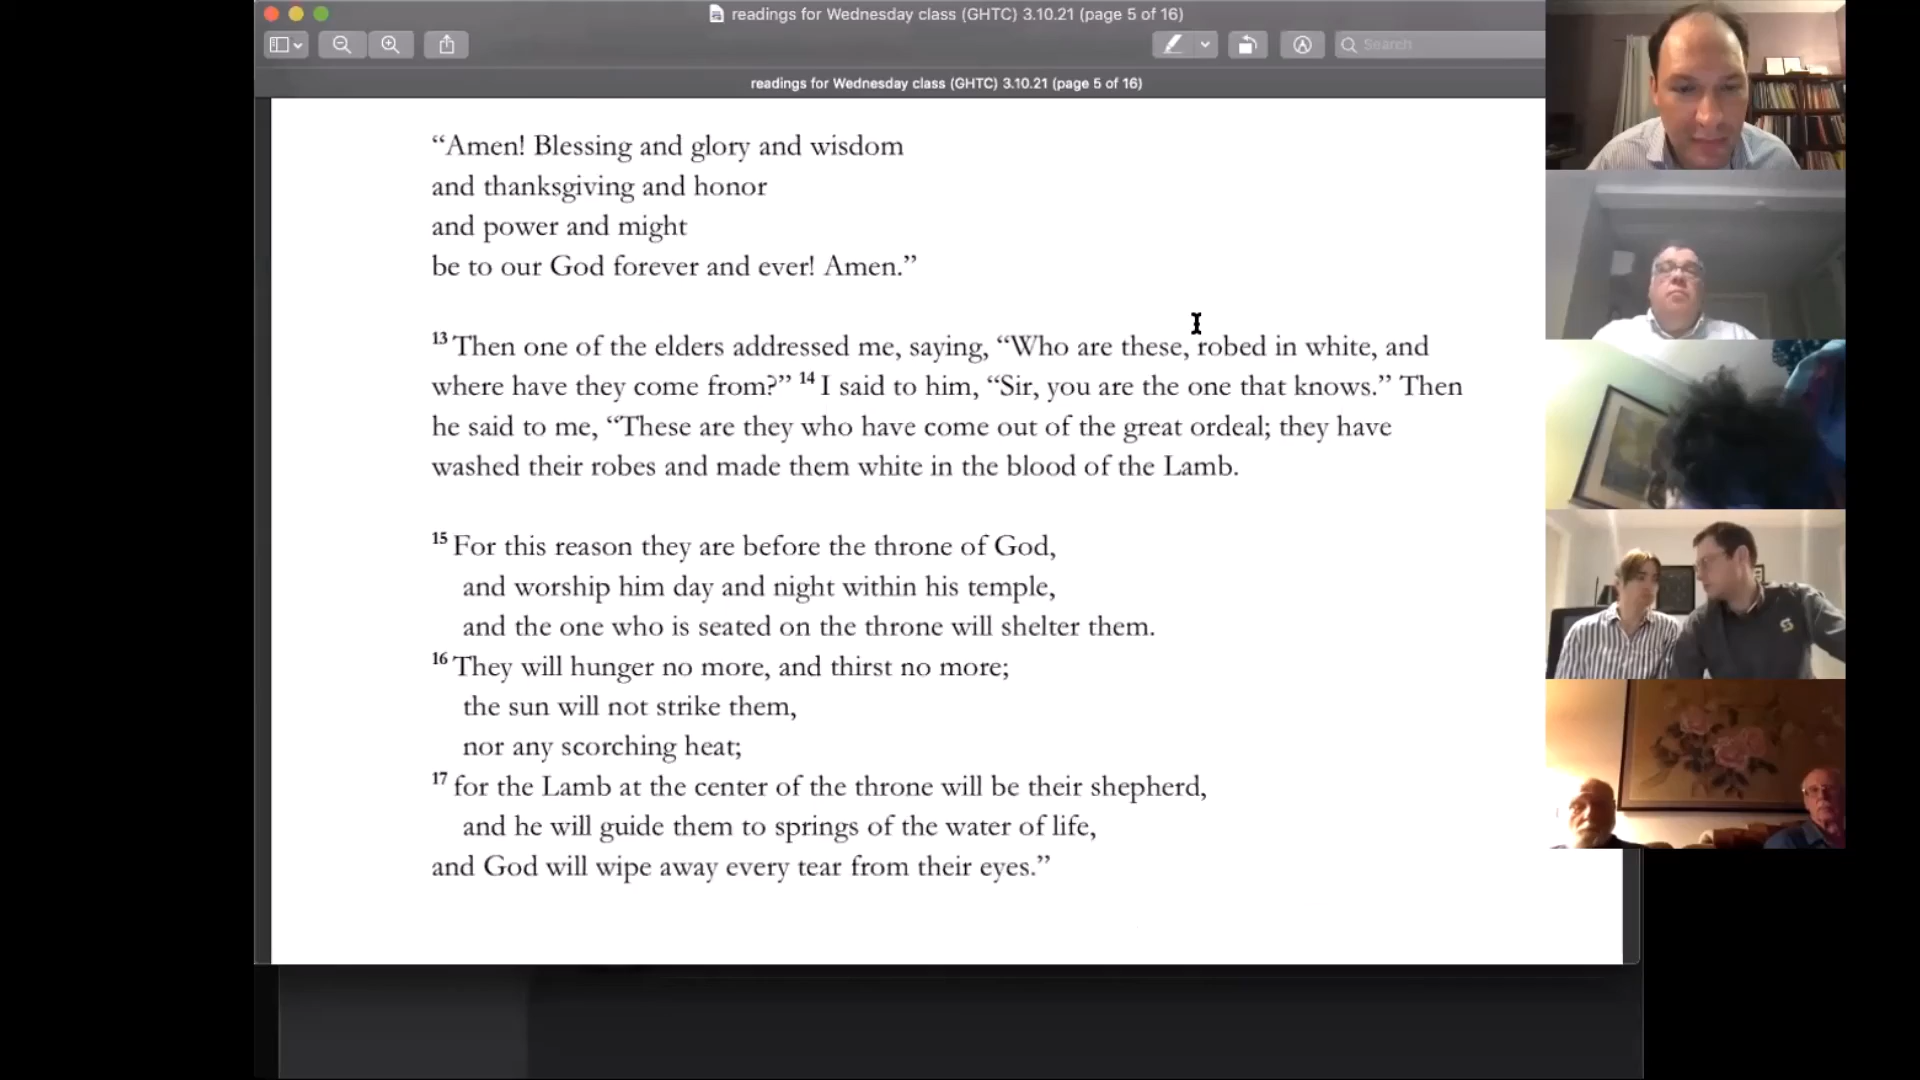 readings for Wednesday class (GHTC) 3.10.21 (page 5 of 16)
Search
readings for Wednesday class (GHTC) 3.10.21 (page 5 of 16)
“Amen! Blessing and glory and wisdom
and thanksgiving and honor
and power and might
be to our God forever and ever! Amen.”
13 Then one of the elders addressed me, saying, “Who are these, robed in white, and
where have they come from?” 14 I said to him, “Sir, you are the one that knows.” Then
he said to me, “These are they who have come out of the great ordeal; they have
washed their robes and made them white in the blood of the Lamb.
15 For this reason they are before the throne of God,
and worship him day and night within his temple,
and the one who is seated on the throne will shelter them.
16 They will hunger no more, and thirst no more;
the sun will not strike them,
nor any scorching heat;
17 for the Lamb at the center of the throne will be their shepherd,
and he will guide them to springs of the water of life,
and God will wipe away every tear from their eyes.”